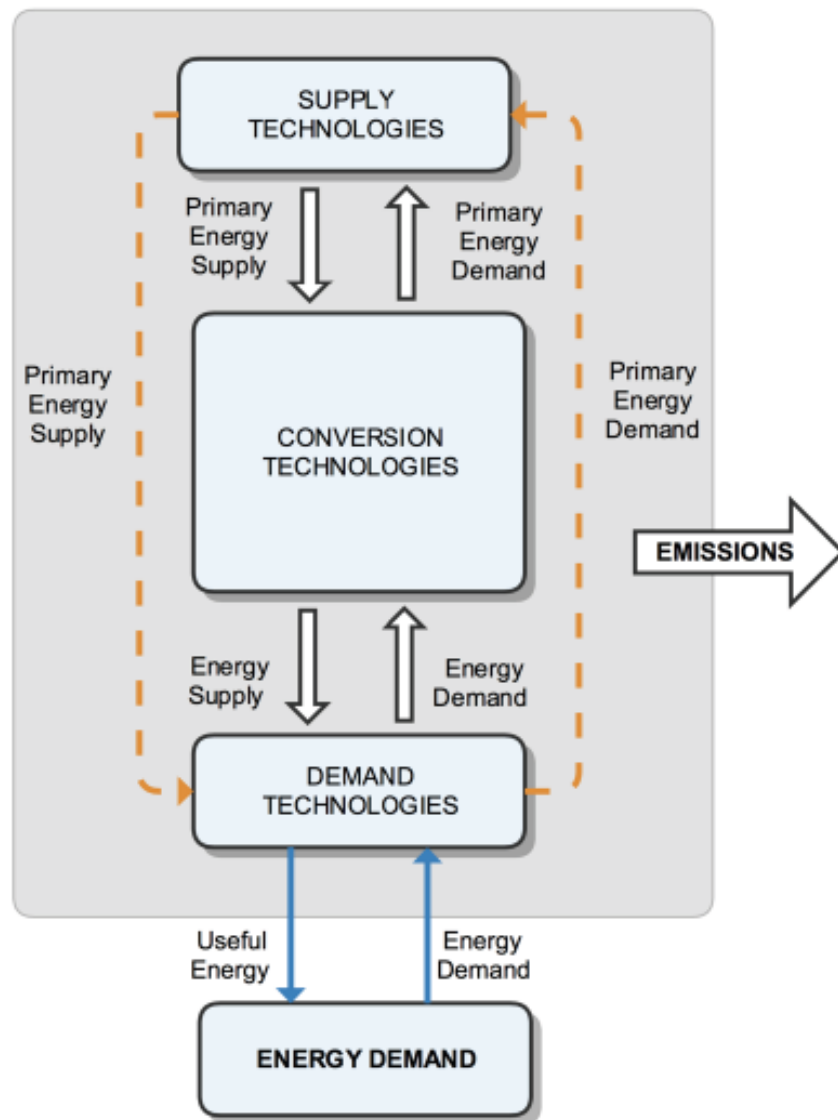 SUPPLY
TECHNOLOGIES
Primary
Energy
Supply
Primary
Energy
Demand
Primary
Energy
Supply
CONVERSION
TECHNOLOGIES
Primary
Energy
Demand
EMISSIONS
Energy
Supply
Energy
Demand
DEMAND
TECHNOLOGIES
Useful
Energy
Energy
Demand
ENERGY DEMAND